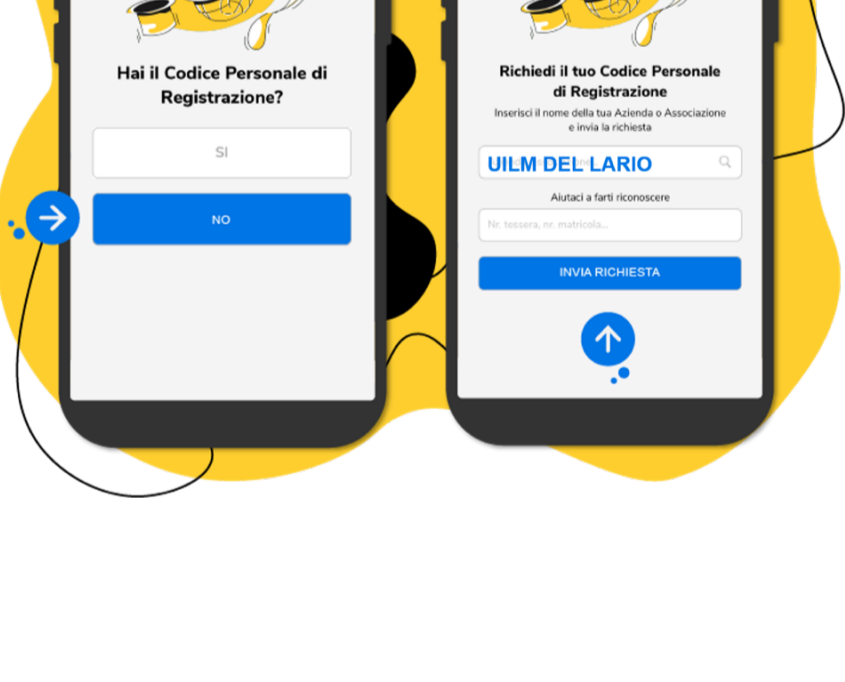 Hai il Codice Personale di
Registrazione?
SI
NO
Richiedi il tuo Codice Personale
di Registrazione
Inserisci il nome della tua Azienda o Associazione
e invia la richiesta
UILM DEL LARIO
Aiutaci a farti riconoscere
Nr. tessera, nr. matricola...
INVIA RICHIESTA